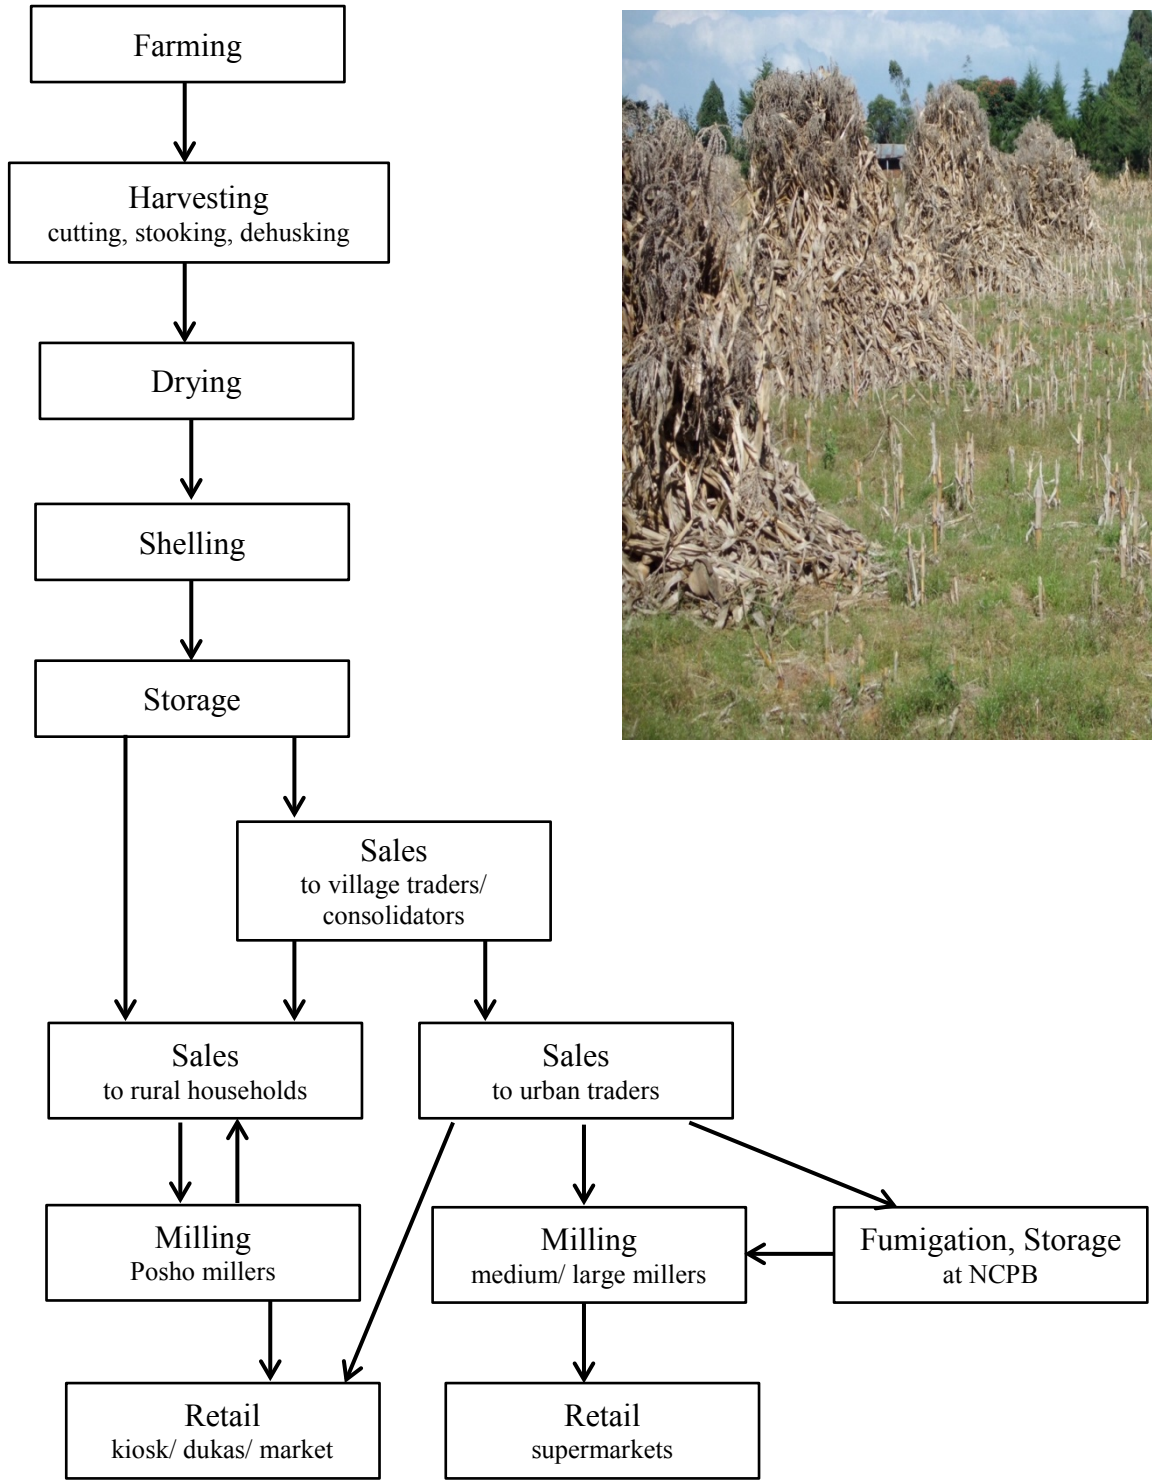 Farming
Harvesting
cutting, stooking, dehusking
Drying
Shelling
Storage
Sales
to village traders/
consolidators
Sales
to rural households
Sales
to urban traders
Milling
Posho millers
Milling
medium/ large millers
Fumigation, Storage
at NCPB
Retail
kiosk/ dukas/ market
Retail
supermarkets